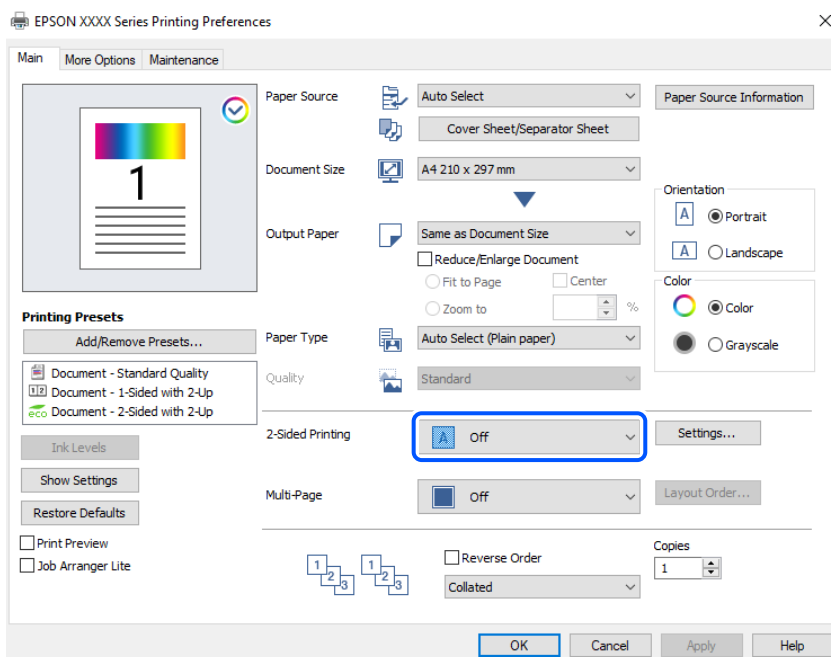 EPSON XXXX Series Printing Preferences
Main More Options Maintenance
1
Printing Presets
Add/Remove Presets...
Document - Standard Quality
1 2 Document - 1-Sided with 2-Up
eco Document - 2-Sided with 2-Up
Ink Levels
Show Settings
Restore Defaults
Print Preview
Job Arranger Lite
Paper Source Auto Select Paper Source Information
Cover Sheet/Separator Sheet
Document Size A4 210 x 297 mm
Output Paper Same as Document Size
Reduce/Enlarge Document
Fit to Page Center
Zoom to %
Paper Type Auto Select (Plain paper)
Quality Standard
Orientation
A Portrait
A Landscape
Color
Color
Grayscale
2-Sided Printing A Off Settings...
Multi-Page Off Layout Order...
1 2 3 1 2 3
Reverse Order
Collated
Copies
1
OK Cancel Apply Help